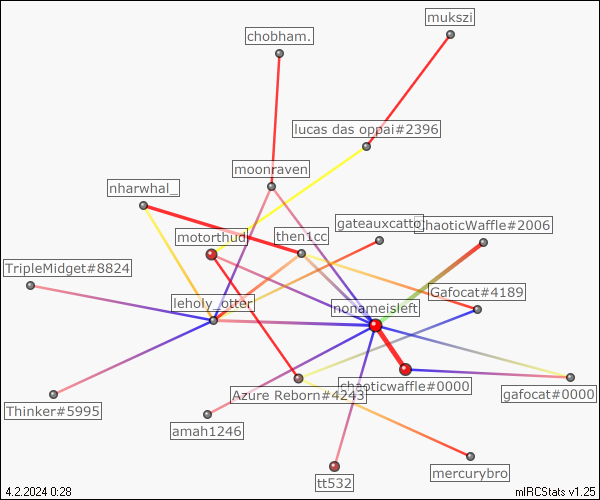 mukszi
chobham.
lucas das oppai#2396
moonraven
nharwhal_
gateauxcatto
ChaoticWaffle#2006
motorthud
then1cc
TripleMidget#8824
Gafocat#4189
leholy_otter
nonameisleft
chaoticwaffle#0000
Azure Reborn#4243
gafocat#0000
Thinker#5995
amah1246
mercurybro
tt532
4.2.2024 0:28
mIRCStats v1.25